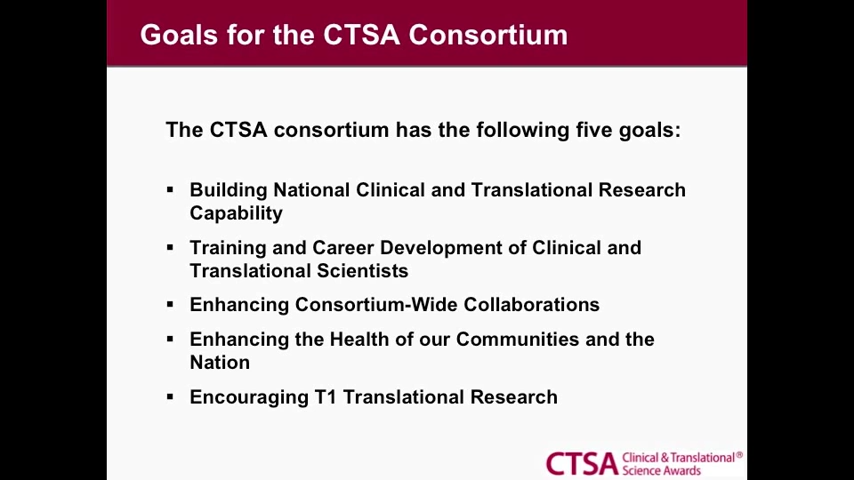 Goals for the CTSA Consortium
The CTSA consortium has the following five goals:
▪ Building National Clinical and Translational Research
Capability
▪ Training and Career Development of Clinical and
Translational Scientists
▪ Enhancing Consortium-Wide Collaborations
▪ Enhancing the Health of our Communities and the
Nation
▪ Encouraging T1 Translational Research
CTSA Clinical & Translational®
Science Awards